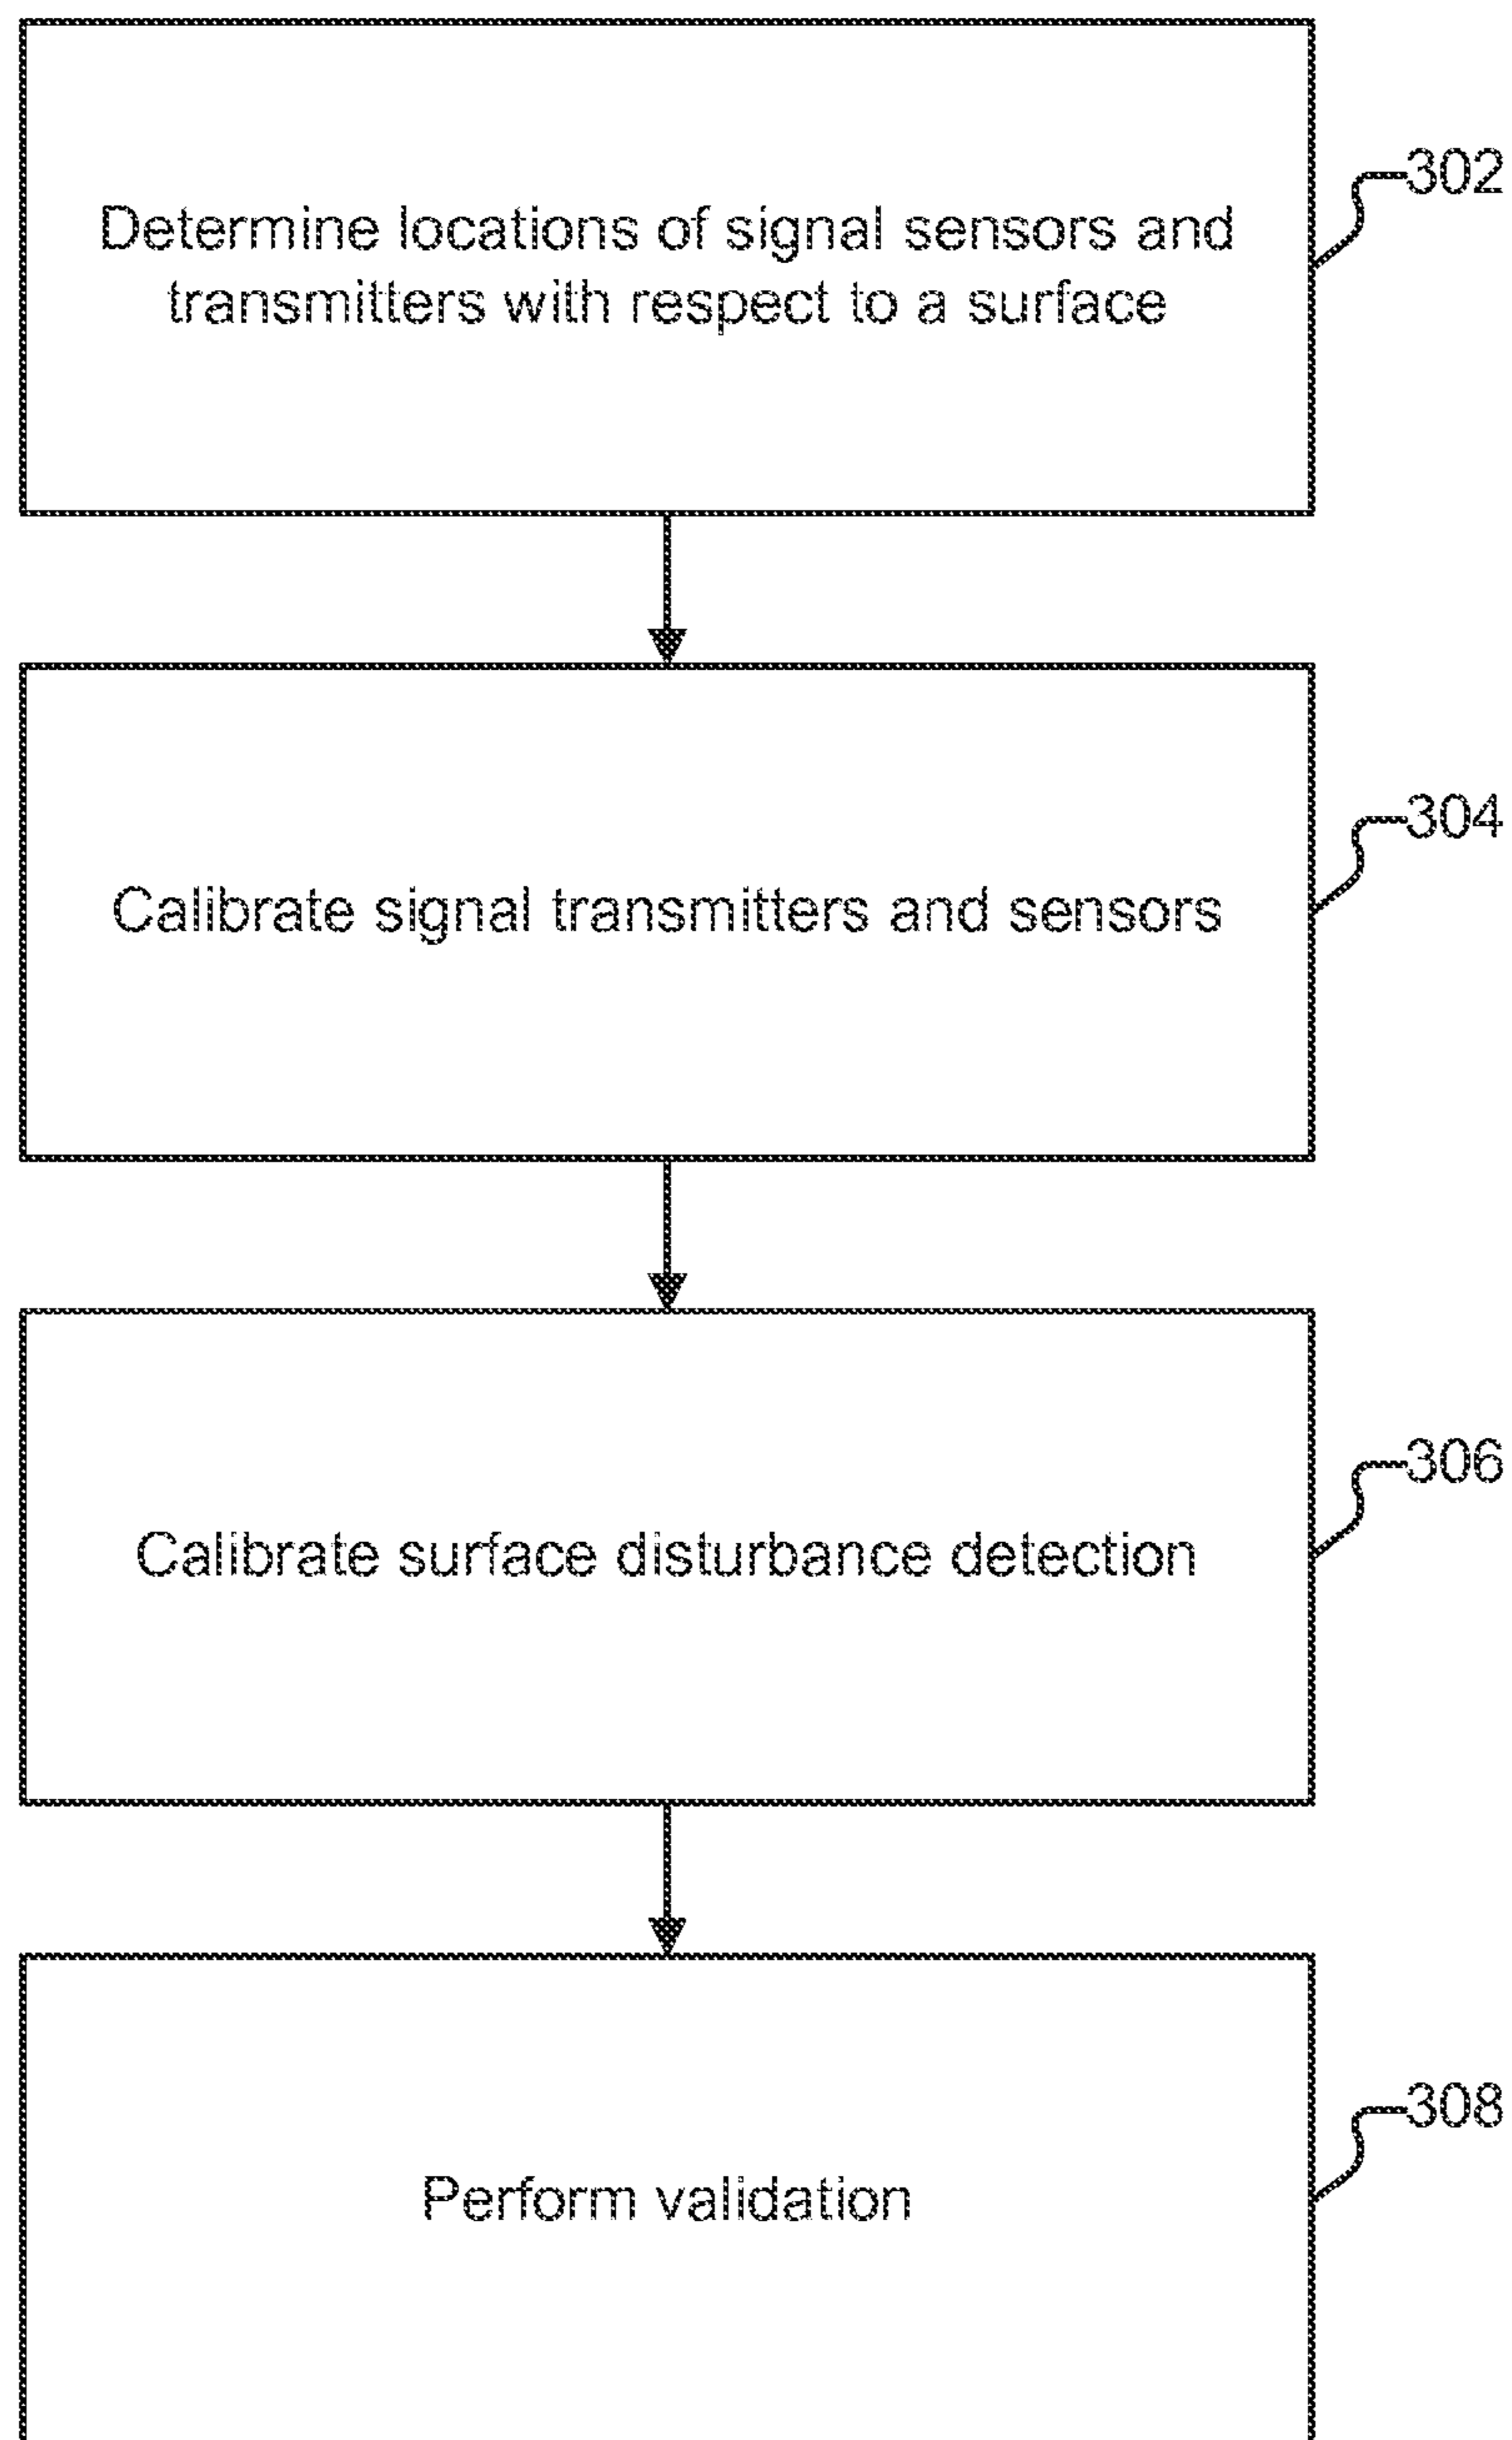 Determine locations of signal sensors and
transmitters with respect to a surface
302
Calibrate signal transmitters and sensors
304
Calibrate surface disturbance detection
306
Perform validation
308